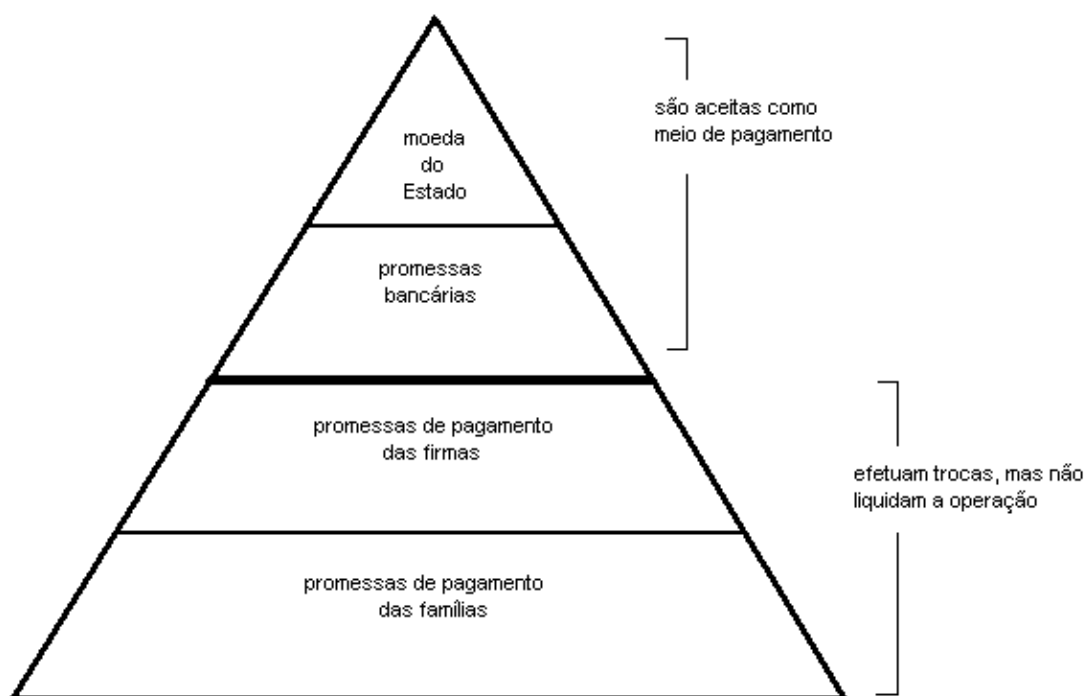 moeda
do
Estado
são aceitas como
meio de pagamento
promessas
bancárias
promessas de pagamento
das firmas
efetuam trocas, mas não
liquidam a operação
promessas de pagamento
das famílias